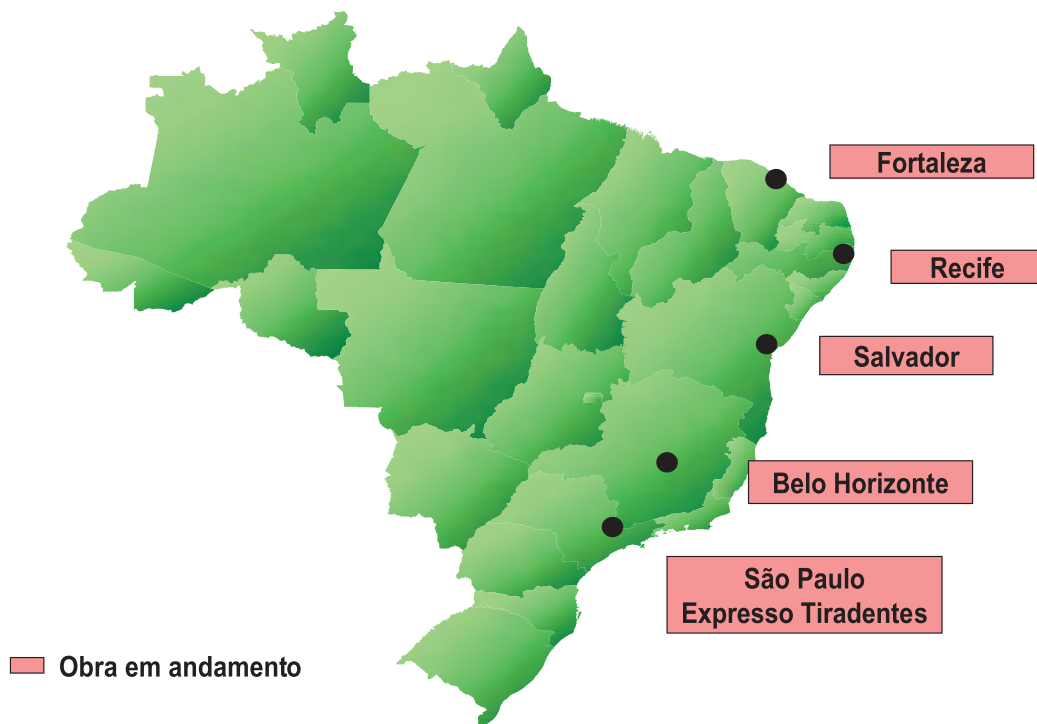 Fortaleza
Recife
Salvador
Belo Horizonte
São Paulo
Expresso Tiradentes
Obra em andamento